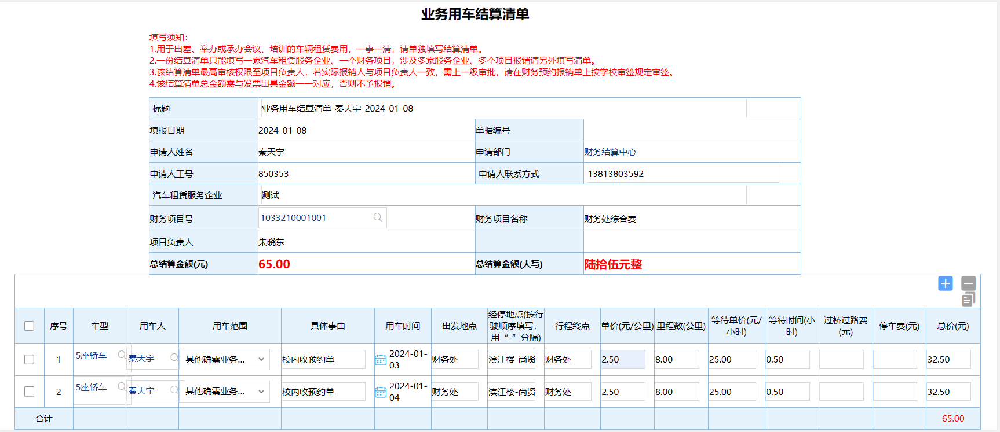 业务用车结算清单
填写须知：
1.用于出差、举办或承办会议、培训的车辆租赁费用，一事一清，请单独填写结算清单。
2.一份结算清单只能填写一家汽车租赁服务企业、一个财务项目，涉及多家服务企业、多个项目报销请另外填写清单。
3.该结算清单最高审核权限至项目负责人，若实际报销人与项目负责人一致，需上一级审批，请在财务预约报销单上按学校审签规定审签。
4.该结算清单总金额需与发票出具金额一一对应，否则不予报销。
标题 业务用车结算清单-秦天宇-2024-01-08
填报日期 2024-01-08 单据编号
申请人姓名 秦天宇 申请部门 财务结算中心
申请人工号 850353 申请人联系方式 13813803592
汽车租赁服务企业 测试
财务项目号 1033210001001 财务项目名称 财务处综合费
项目负责人 朱晓东
总结算金额(元) 65.00 总结算金额(大写) 陆拾伍元整
序号 车型 用车人 用车范围 具体事由 用车时间 出发地点 经停地点(按行驶顺序填写，用“-”分隔) 行程终点 单价(元/公里) 里程数(公里) 等待单价(元/小时) 等待时间(小时) 过桥过路费(元) 停车费(元) 总价(元)
1 5座轿车 秦天宇 其他确需业务... 校内收预约单 2024-01-03 财务处 滨江楼-尚贤 财务处 2.50 8.00 25.00 0.50 32.50
2 5座轿车 秦天宇 其他确需业务... 校内收预约单 2024-01-04 财务处 滨江楼-尚贤 财务处 2.50 8.00 25.00 0.50 32.50
合计 65.00